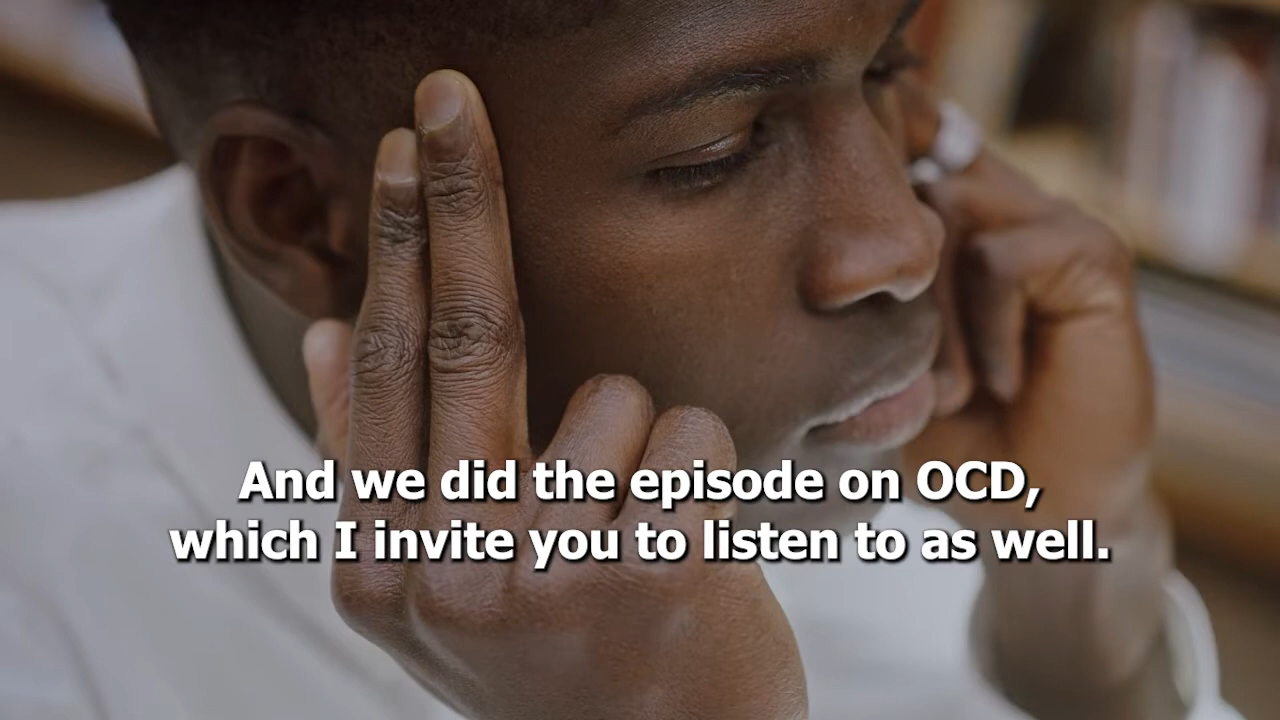 And we did the episode on OCD,
which I invite you to listen to as well.